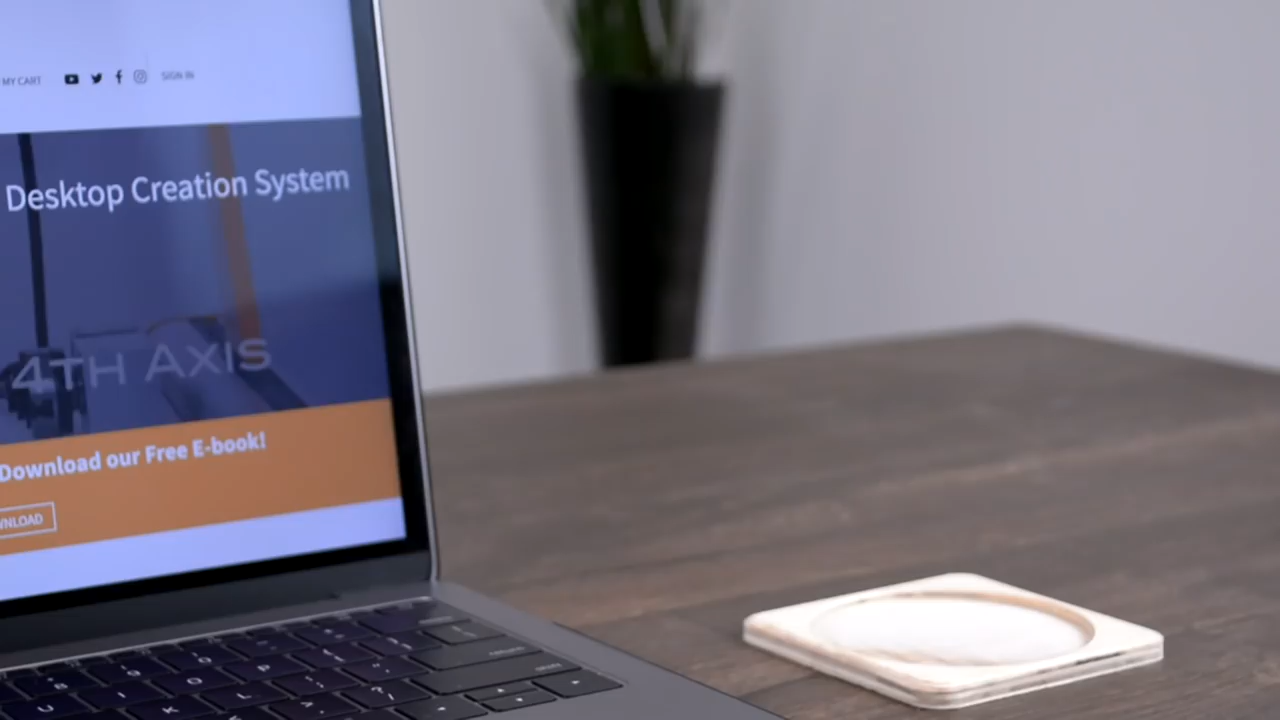 MY CART SIGN IN
Desktop Creation System
4TH AXIS
Download our Free E-book!
WNLOAD